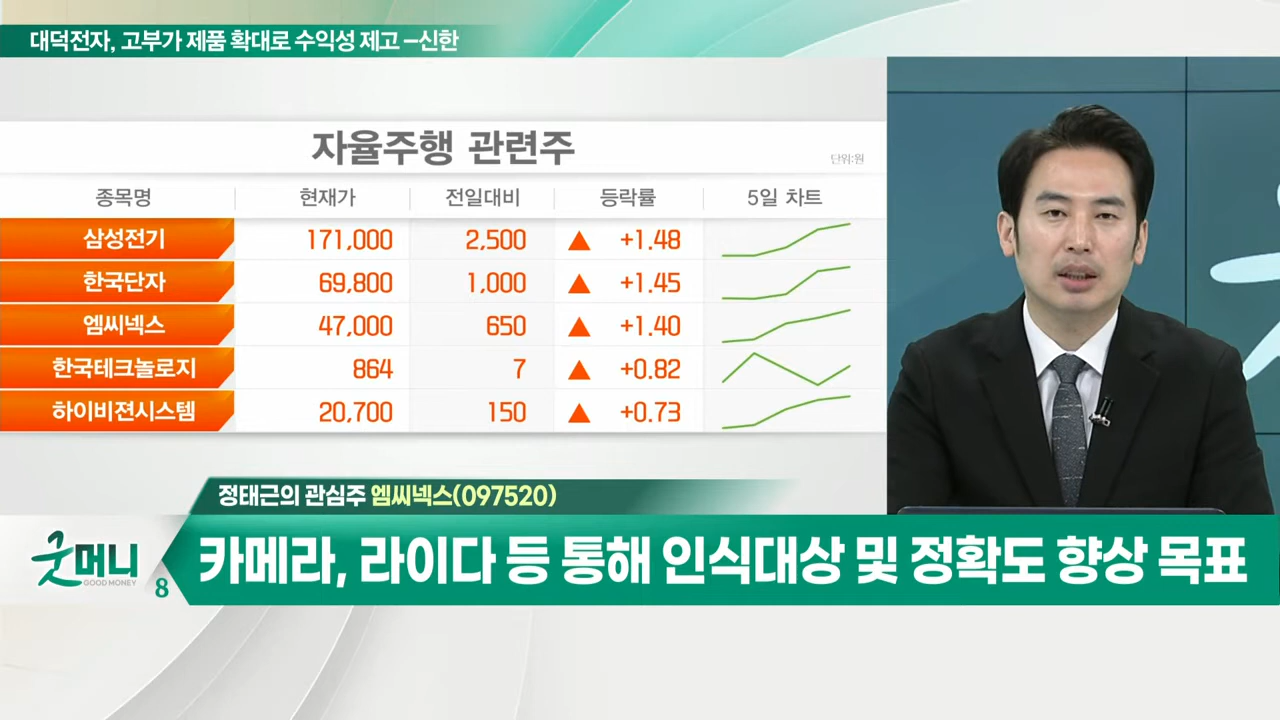 대덕전자, 고부가 제품 확대로 수익성 제고 –신한
자율주행 관련주
단위:원
종목명 현재가 전일대비 등락률 5일 차트
삼성전기 171,000 2,500 ▲ +1.48
한국단자 69,800 1,000 ▲ +1.45
엠씨넥스 47,000 650 ▲ +1.40
한국테크놀로지 864 7 ▲ +0.82
하이비젼시스템 20,700 150 ▲ +0.73
정태근의 관심주 엠씨넥스(097520)
굿머니
GOOD MONEY
8
카메라, 라이다 등 통해 인식대상 및 정확도 향상 목표